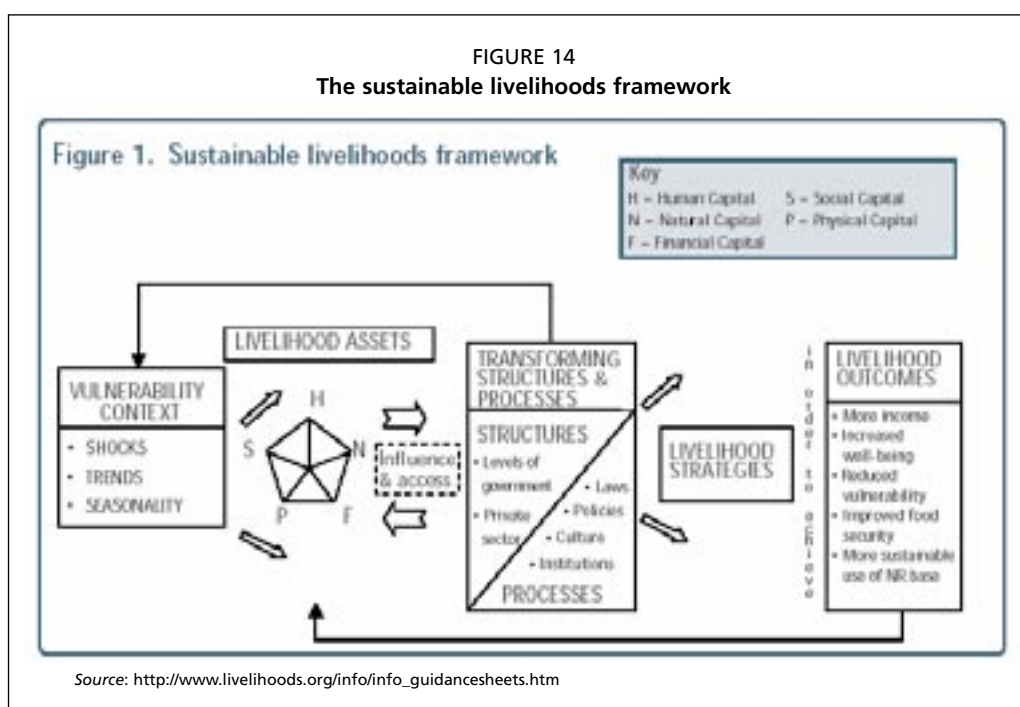 FIGURE 14
The sustainable livelihoods framework
Figure 1. Sustainable livelihoods framework
Key
H – Human Capital S – Social Capital
N – Natural Capital P – Physical Capital
F – Financial Capital
LIVELIHOOD ASSETS
VULNERABILITY
CONTEXT
• SHOCKS
• TRENDS
• SEASONALITY
H
S
N
P
F
Influence
& access
TRANSFORMING
STRUCTURES &
PROCESSES
STRUCTURES
• Levels of
government
• Private
sector
• Laws
• Policies
• Culture
• Institutions
PROCESSES
LIVELIHOOD
STRATEGIES
in order to achieve
LIVELIHOOD
OUTCOMES
• More income
• Increased
well-being
• Reduced
vulnerability
• Improved food
security
• More sustainable
use of NR base
Source: http://www.livelihoods.org/info/info_guidancesheets.htm